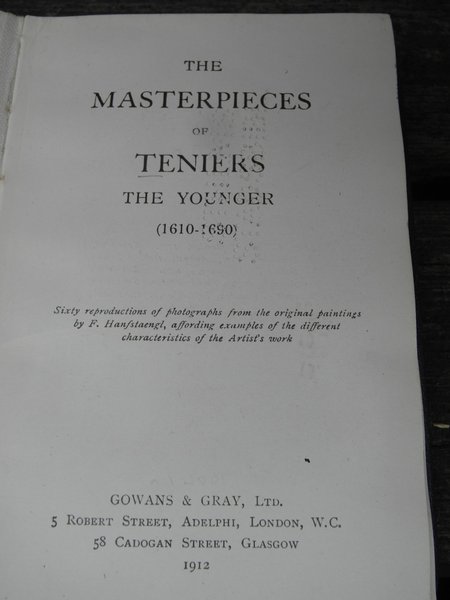 THE
MASTERPIECES
OF
TENIERS
THE YOUNGER
(1610-1690)
Sixty reproductions of photographs from the original paintings
by F. Hanfstaengl, affording examples of the different
characteristics of the Artist's work
GOWANS & GRAY, LTD.
5 ROBERT STREET, ADELPHI, LONDON, W.C.
58 CADOGAN STREET, GLASGOW
1912